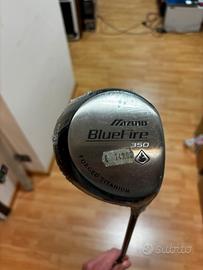 MIZUNO
BlueFire
350
FORGED TITANIUM
subito